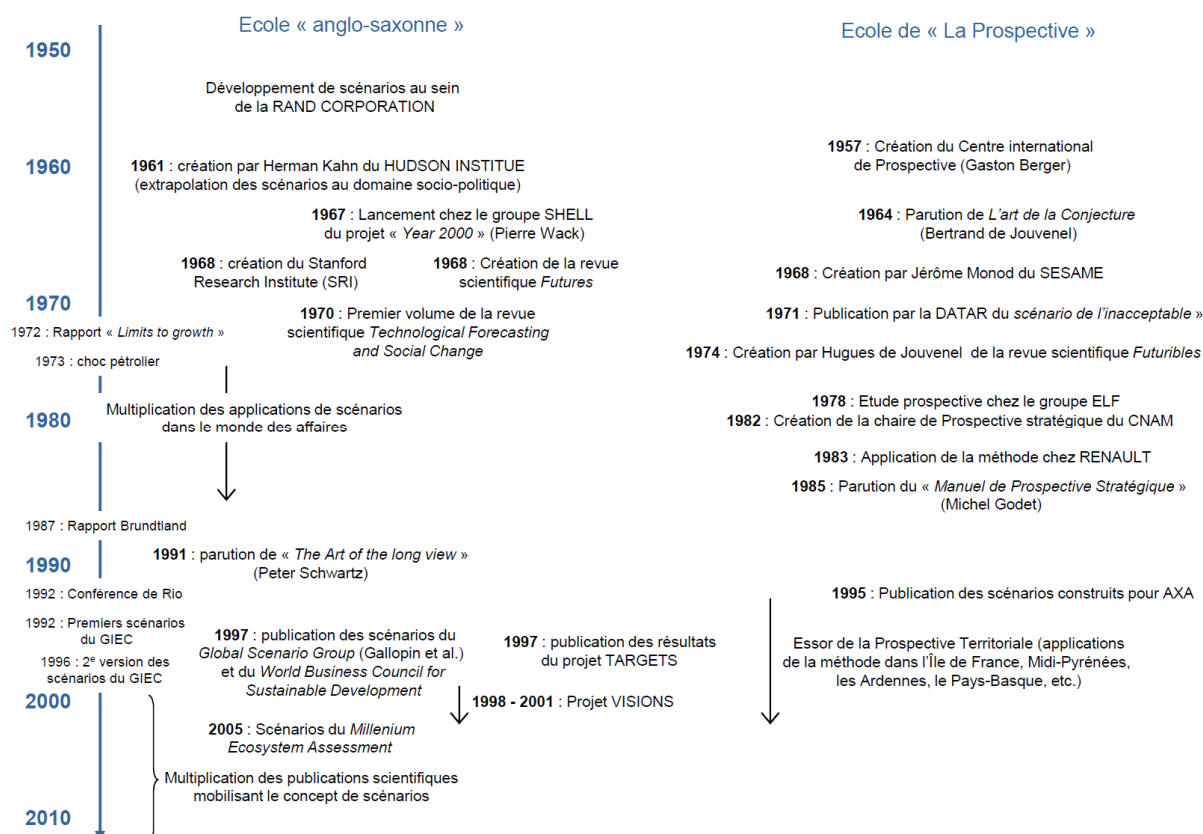 Ecole « anglo-saxonne »
Ecole de « La Prospective »
1950
Développement de scénarios au sein
de la RAND CORPORATION
1957 : Création du Centre international
de Prospective (Gaston Berger)
1960
1961 : création par Herman Kahn du HUDSON INSTITUE
(extrapolation des scénarios au domaine socio-politique)
1967 : Lancement chez le groupe SHELL
du projet « Year 2000 » (Pierre Wack)
1964 : Parution de L'art de la Conjecture
(Bertrand de Jouvenel)
1968 : création du Stanford
Research Institute (SRI)
1968 : Création de la revue
scientifique Futures
1968 : Création par Jérôme Monod du SESAME
1970
1970 : Premier volume de la revue
scientifique Technological Forecasting
and Social Change
1971 : Publication par la DATAR du scénario de l'inacceptable »
1972 : Rapport « Limits to growth »
1973 : choc pétrolier
1974 : Création par Hugues de Jouvenel de la revue scientifique Futuribles
1980
Multiplication des applications de scénarios
dans le monde des affaires
1978 : Etude prospective chez le groupe ELF
1982 : Création de la chaire de Prospective stratégique du CNAM
1983 : Application de la méthode chez RENAULT
1985 : Parution du « Manuel de Prospective Stratégique »
(Michel Godet)
1987 : Rapport Brundtland
1990
1991 : parution de « The Art of the long view »
(Peter Schwartz)
1992 : Conférence de Rio
1995 : Publication des scénarios construits pour AXA
1992 : Premiers scénarios
du GIEC
1996 : 2e version des
scénarios du GIEC
1997 : publication des scénarios du
Global Scenario Group (Gallopin et al.)
et du World Business Council for
Sustainable Development
1997 : publication des résultats
du projet TARGETS
Essor de la Prospective Territoriale (applications
de la méthode dans l'Île de France, Midi-Pyrénées,
les Ardennes, le Pays-Basque, etc.)
2000
1998 - 2001 : Projet VISIONS
2005 : Scénarios du Millenium
Ecosystem Assessment
Multiplication des publications scientifiques
mobilisant le concept de scénarios
2010